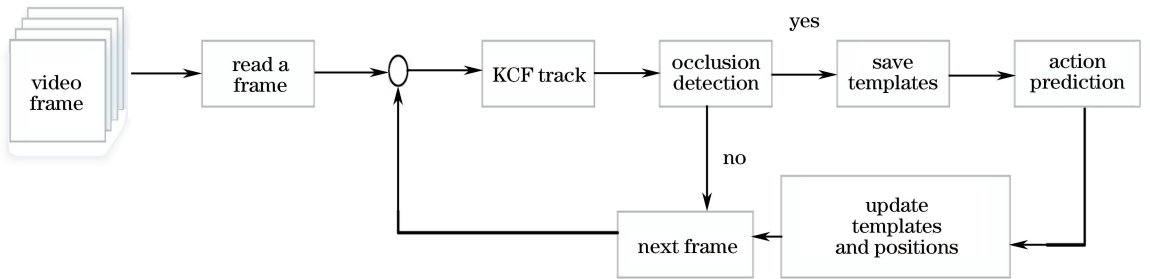 video
frame
read a
frame
KCF track
occlusion
detection
yes
save
templates
action
prediction
no
update
templates
and positions
next frame